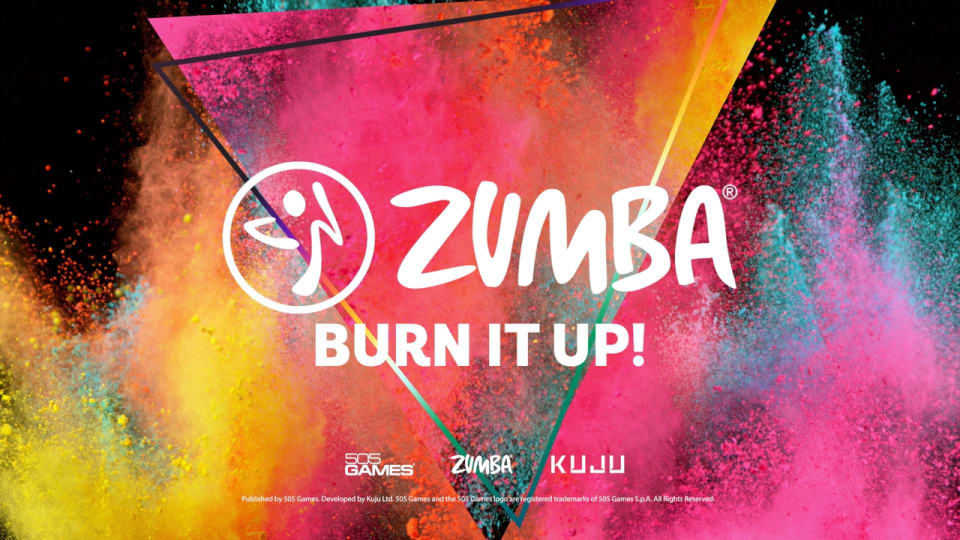 ZUMBA®
BURN IT UP!
505 GAMES® ZUMBA KUJU
Published by 505 Games. Developed by Kuju Ltd. 505 Games and the 505 Games logo are registered trademarks of 505 Games S.p.A. All Rights Reserved.